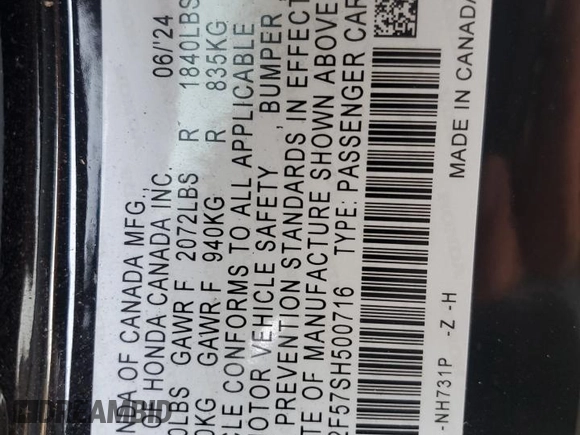 OF CANADA MFG., 06/'24
HONDA CANADA INC.
LBS GAWR F 2072LBS R 1840LBS
KG GAWR F 940KG R 835KG
CONFORMS TO ALL APPLICABLE
MOTOR VEHICLE SAFETY, BUMPER
PREVENTION STANDARDS IN EFFECT
OF MANUFACTURE SHOWN ABOVE
2F57SH500716 TYPE: PASSENGER CAR
-NH731P -Z -H MADE IN CANADA